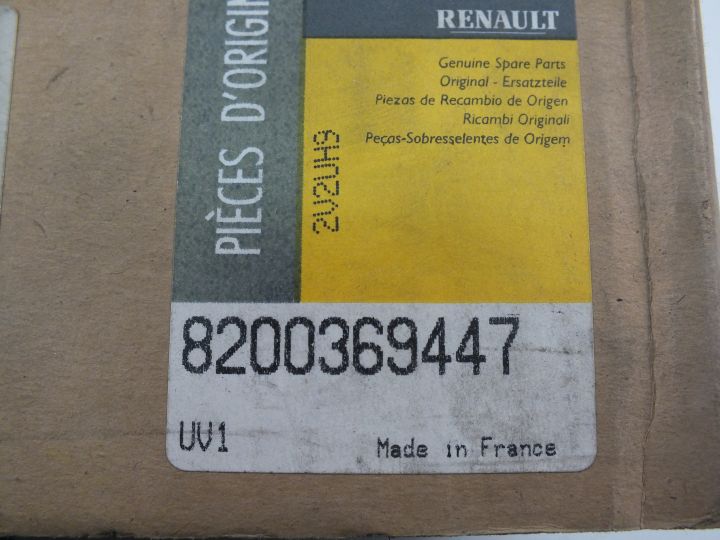 RENAULT
Genuine Spare Parts
Original - Ersatzteile
Piezas de Recambio de Origen
Ricambi Originali
Peças-Sobresselentes de Origem
PIÈCES D'ORIGIN
2V2UH9
8200369447
UV1
Made in France